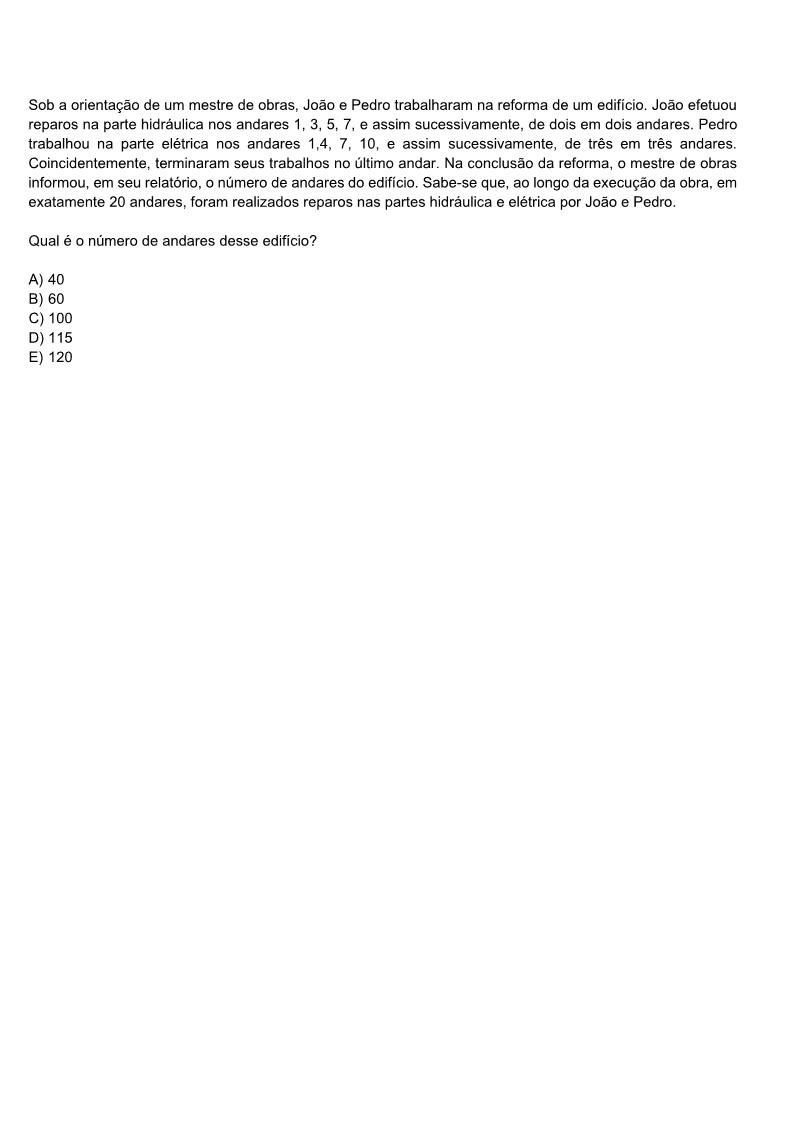 Sob a orientação de um mestre de obras, João e Pedro trabalharam na reforma de um edifício. João efetuou
reparos na parte hidráulica nos andares 1, 3, 5, 7, e assim sucessivamente, de dois em dois andares. Pedro
trabalhou na parte elétrica nos andares 1,4, 7, 10, e assim sucessivamente, de três em três andares.
Coincidentemente, terminaram seus trabalhos no último andar. Na conclusão da reforma, o mestre de obras
informou, em seu relatório, o número de andares do edifício. Sabe-se que, ao longo da execução da obra, em
exatamente 20 andares, foram realizados reparos nas partes hidráulica e elétrica por João e Pedro.
Qual é o número de andares desse edifício?
A) 40
B) 60
C) 100
D) 115
E) 120